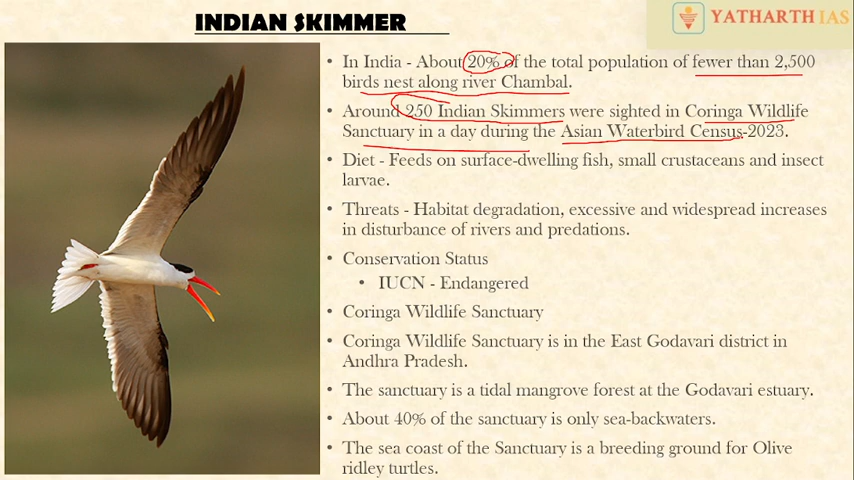 INDIAN SKIMMER
YATHARTH IAS
• In India - About 20% of the total population of fewer than 2,500
birds nest along river Chambal.
• Around 250 Indian Skimmers were sighted in Coringa Wildlife
Sanctuary in a day during the Asian Waterbird Census-2023.
• Diet - Feeds on surface-dwelling fish, small crustaceans and insect
larvae.
• Threats - Habitat degradation, excessive and widespread increases
in disturbance of rivers and predations.
• Conservation Status
• IUCN - Endangered
• Coringa Wildlife Sanctuary
• Coringa Wildlife Sanctuary is in the East Godavari district in
Andhra Pradesh.
• The sanctuary is a tidal mangrove forest at the Godavari estuary.
• About 40% of the sanctuary is only sea-backwaters.
• The sea coast of the Sanctuary is a breeding ground for Olive
ridley turtles.